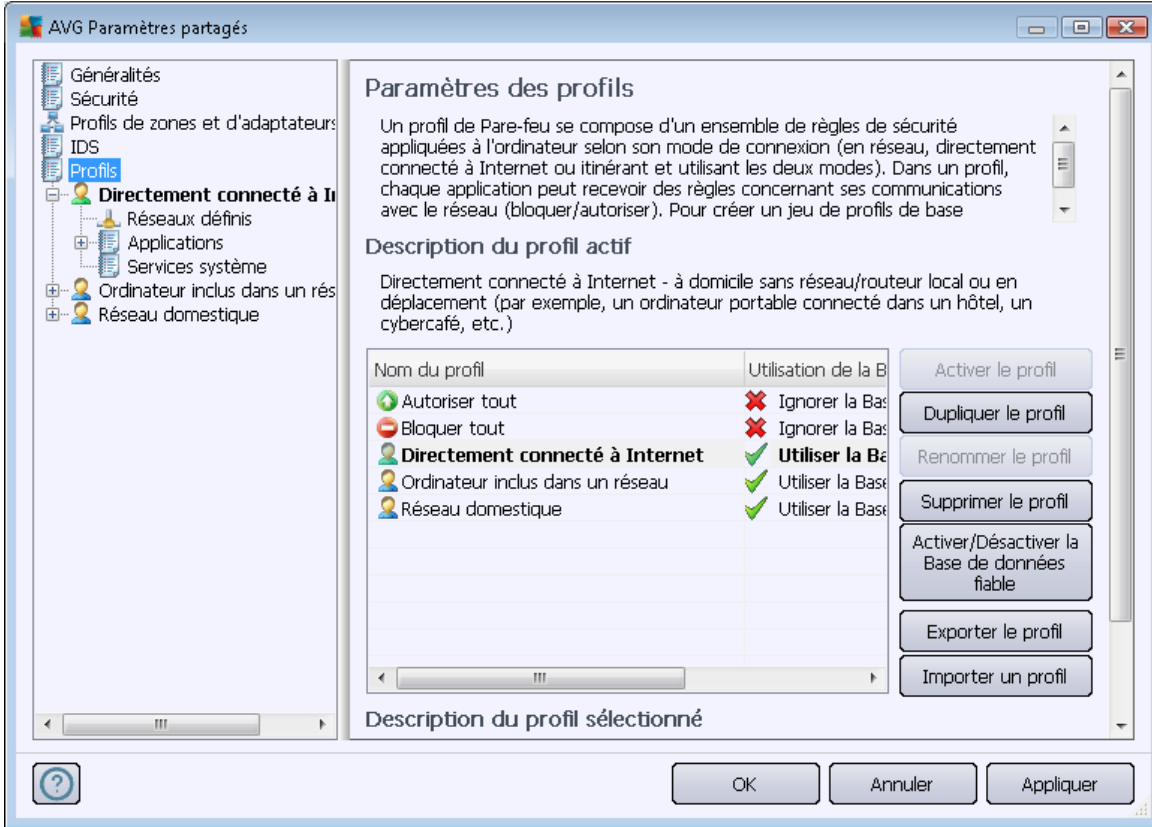 AVG Paramètres partagés
Généralités
Sécurité
Profils de zones et d'adaptateurs
IDS
Profils
Directement connecté à In
Réseaux définis
Applications
Services système
Ordinateur inclus dans un rés
Réseau domestique
Paramètres des profils
Un profil de Pare-feu se compose d'un ensemble de règles de sécurité
appliquées à l'ordinateur selon son mode de connexion (en réseau, directement
connecté à Internet ou itinérant et utilisant les deux modes). Dans un profil,
chaque application peut recevoir des règles concernant ses communications
avec le réseau (bloquer/autoriser). Pour créer un jeu de profils de base
Description du profil actif
Directement connecté à Internet - à domicile sans réseau/routeur local ou en
déplacement (par exemple, un ordinateur portable connecté dans un hôtel, un
cybercafé, etc.)
Nom du profil Utilisation de la B
Autoriser tout Ignorer la Bas
Bloquer tout Ignorer la Bas
Directement connecté à Internet Utiliser la Ba
Ordinateur inclus dans un réseau Utiliser la Base
Réseau domestique Utiliser la Base
Activer le profil
Dupliquer le profil
Renommer le profil
Supprimer le profil
Activer/Désactiver la
Base de données
fiable
Exporter le profil
Importer un profil
Description du profil sélectionné
OK Annuler Appliquer